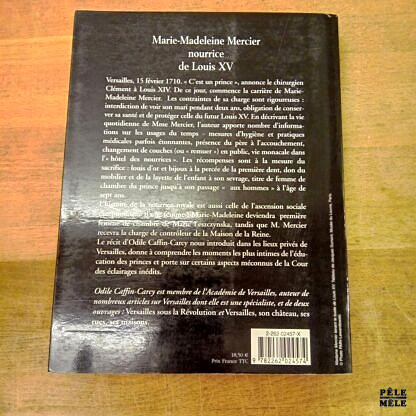 Marie-Madeleine Mercier
nourrice
de Louis XV
Versailles, 15 février 1710. « C'est un prince », annonce le chirurgien
Clément à Louis XIV. De ce jour, commence la carrière de Marie-
Madeleine Mercier. Les contraintes de sa charge sont rigoureuses :
interdiction de voir son mari pendant deux ans, obligation de conser-
ver sa santé et de protéger celle du futur Louis XV. En décrivant la vie
quotidienne de Mme Mercier, l'auteur apporte nombre d'informa-
tions sur les usages du temps - mesures d'hygiène et pratiques
médicales parfois étonnantes, présence du père à l'accouchement,
changement de couches (ou « remuer ») en public, vie monacale dans
l'« hôtel des nourrices ». Les récompenses sont à la mesure du
sacrifice : louis d'or et bijoux à la percée de la première dent, don du
mobilier et de la layette de l'enfant à son sevrage, titre de femme de
chambre du prince jusqu'à son passage « aux hommes » à l'âge de
sept ans.
L'histoire de la nourrice royale est aussi celle de l'ascension sociale
Marie-Madeleine deviendra première
femme de chambre de Marie Leszczynska, tandis que M. Mercier
recevra la charge de contrôleur de la Maison de la Reine.
Le récit d'Odile Caffin-Carcy nous introduit dans les lieux privés de
Versailles, donne à comprendre les moments les plus intimes de l'édu-
cation des princes et porte sur certains aspects méconnus de la Cour
des éclairages inédits.
Odile Caffin-Carcy est membre de l'Académie de Versailles, auteur de
nombreux articles sur Versailles dont elle est une spécialiste, et de deux
ouvrages : Versailles sous la Révolution et Versailles, son château, ses
rues, ses maisons.
2-262-02457-X
18,50 €
Prix France TTC
9 782262 024574
PÊLE
MÊLE